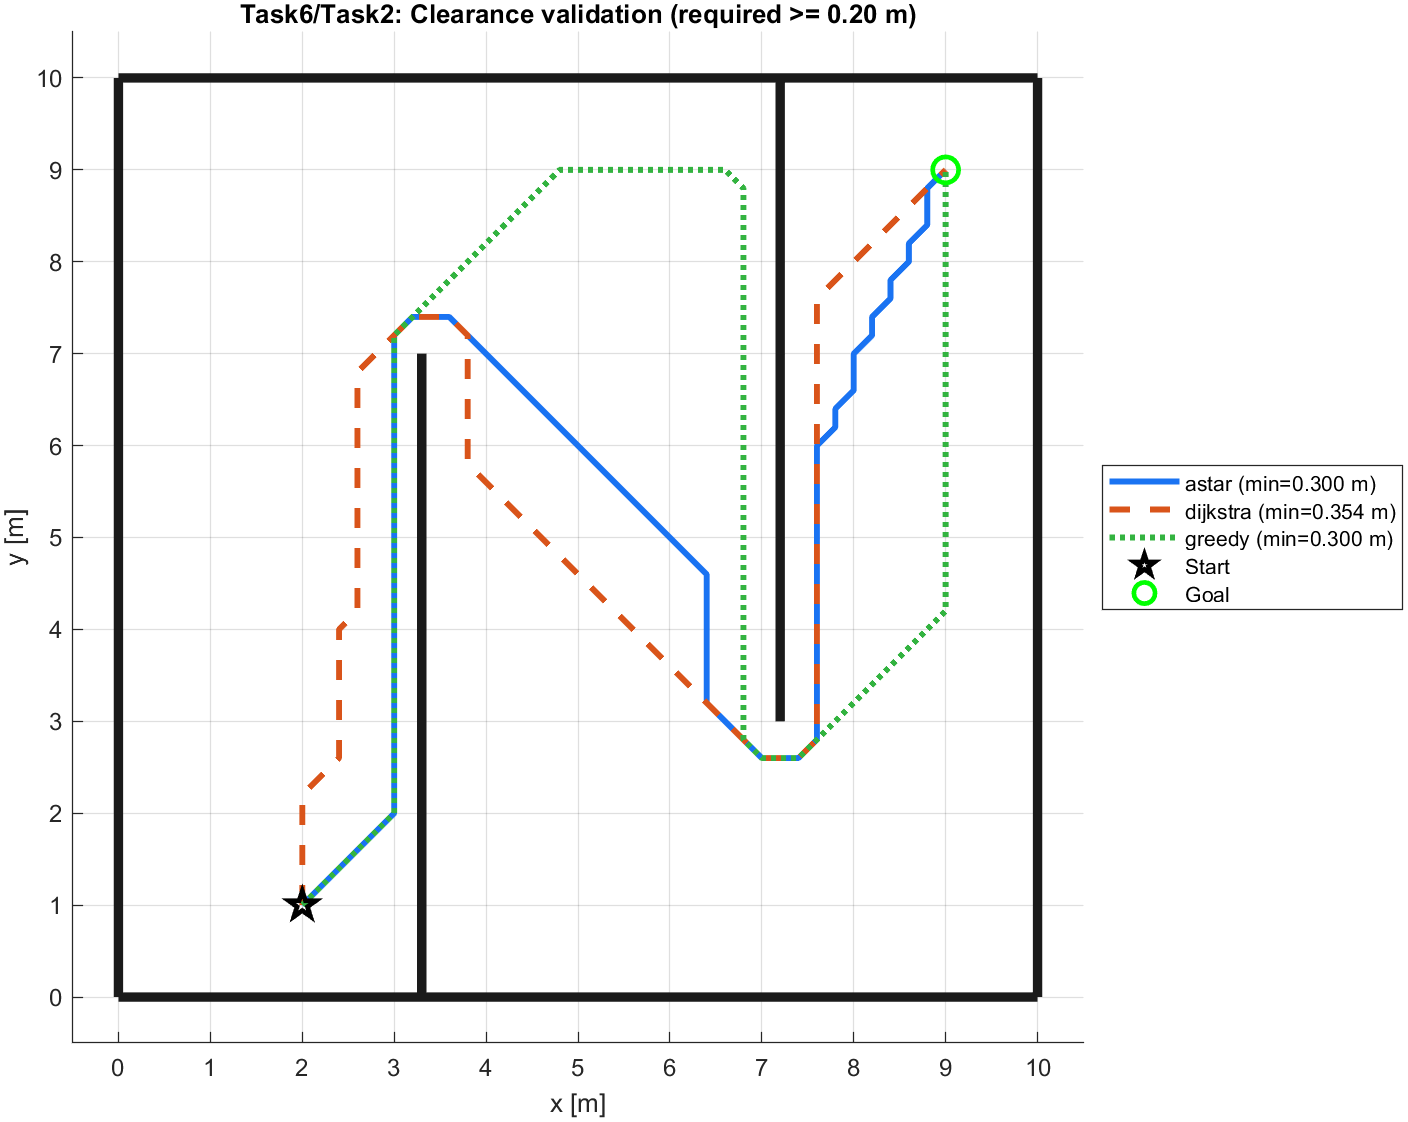 Task6/Task2: Clearance validation (required >= 0.20 m)
10
9
8
7
6
5
4
3
2
1
0
y [m]
0 1 2 3 4 5 6 7 8 9 10
x [m]
astar (min=0.300 m)
dijkstra (min=0.354 m)
greedy (min=0.300 m)
Start
Goal